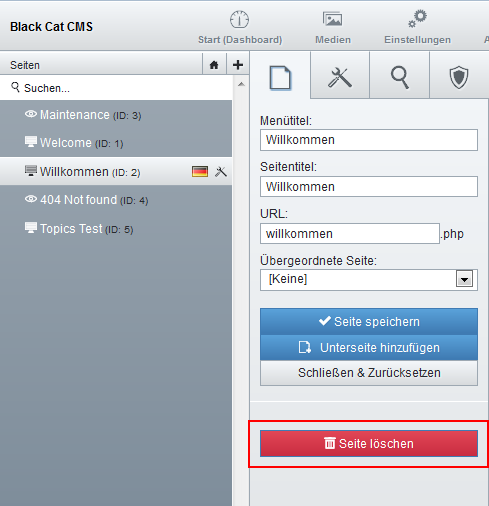 Black Cat CMS
Start (Dashboard)
Medien
Einstellungen
A
Seiten
Suchen...
Maintenance (ID: 3)
Welcome (ID: 1)
Willkommen (ID: 2)
404 Not found (ID: 4)
Topics Test (ID: 5)
Menütitel:
Willkommen
Seitentitel:
Willkommen
URL:
willkommen .php
Übergeordnete Seite:
[Keine]
Seite speichern
Unterseite hinzufügen
Schließen & Zurücksetzen
Seite löschen